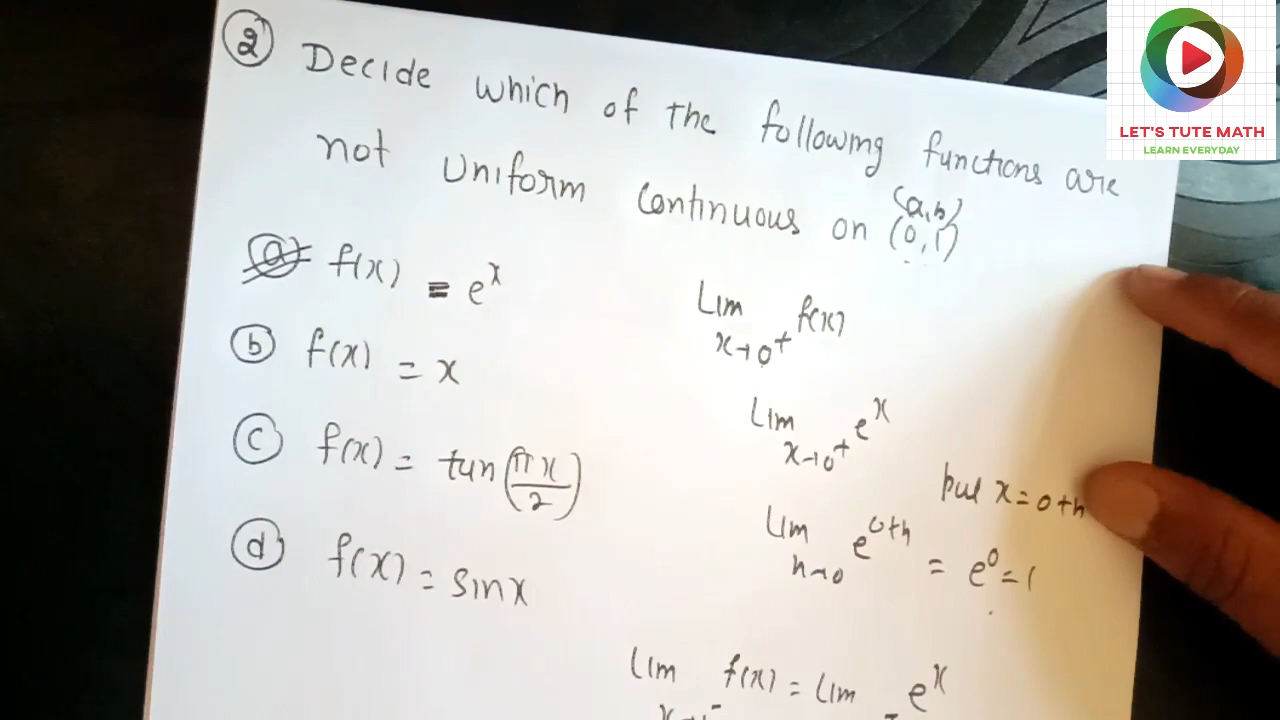 2 Decide which of the following functions are
not Uniform Continuous on (0,1)
(a,b)
(a) f(x) = e^x
(b) f(x) = x
(c) f(x) = tan(πx/2)
(d) f(x) = sinx
Lim x→0+ f(x)
Lim x→0+ e^x
put x=0+h
Lim h→0 e^0+h = e^0 = 1
Lim f(x) = Lim e^x
LET'S TUTE MATH
LEARN EVERYDAY